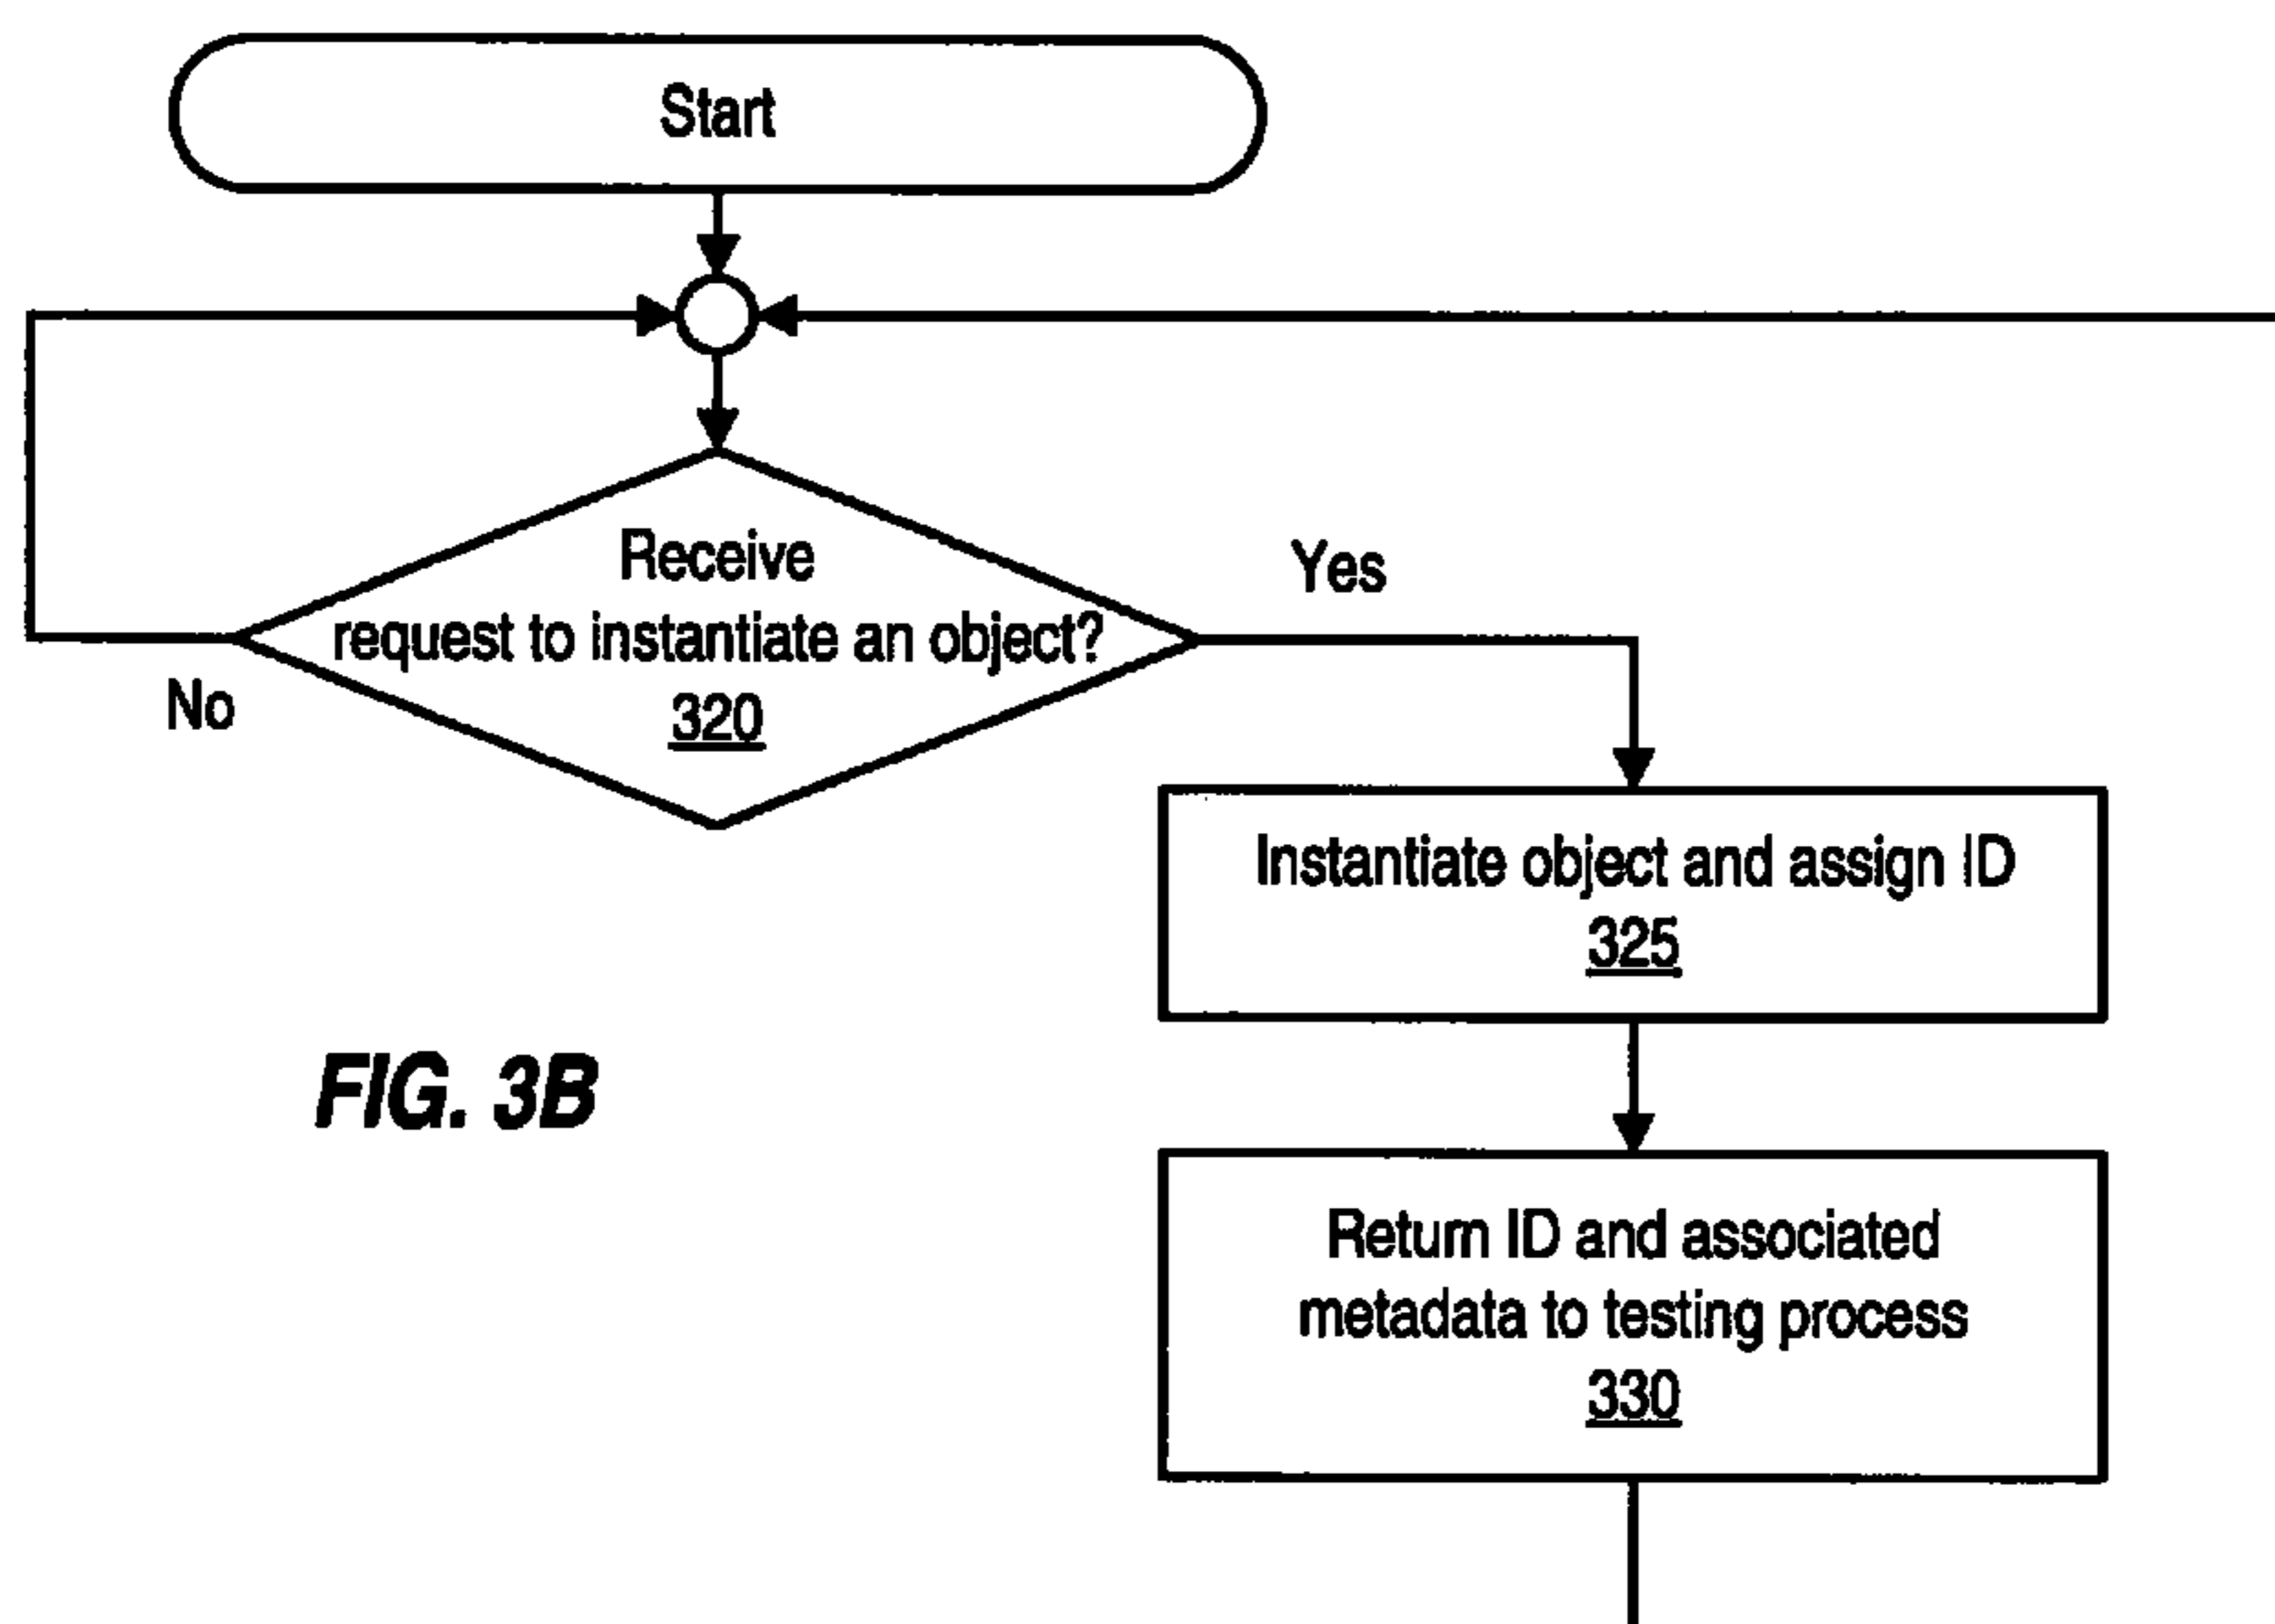 Start
Receive
request to instantiate an object?
320
Yes
No
Instantiate object and assign ID
325
FIG. 3B
Return ID and associated
metadata to testing process
330